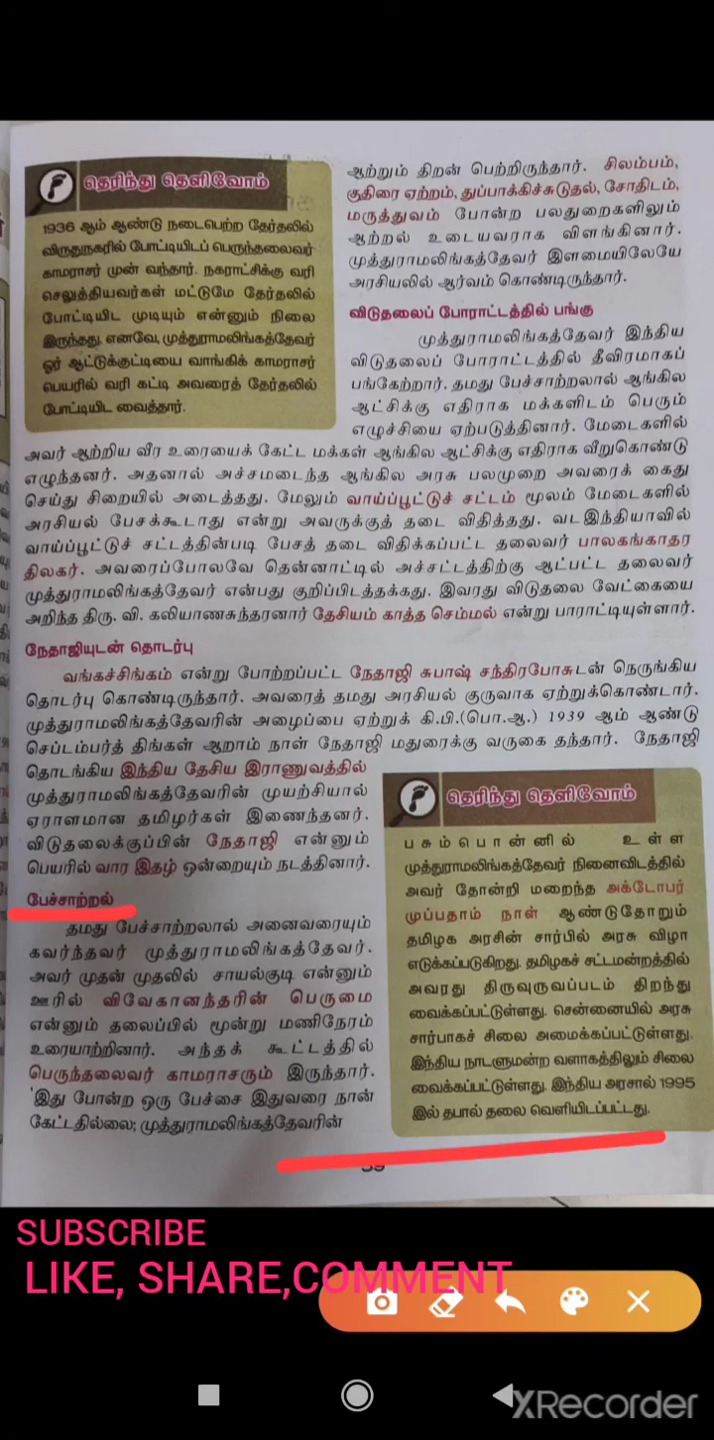 தெரிந்து தெளிவோம்
1936 ஆம் ஆண்டு நடைபெற்ற தேர்தலில்
விருதுநகரில் போட்டியிடப் பெருந்தலைவர்
காமராசர் முன் வந்தார். நகராட்சிக்கு வரி
செலுத்தியவர்கள் மட்டுமே தேர்தலில்
போட்டியிட முடியும் என்னும் நிலை
இருந்தது. எனவே, முத்துராமலிங்கத்தேவர்
ஓர் ஆட்டுக்குட்டியை வாங்கிக் காமராசர்
பெயரில் வரி கட்டி அவரைத் தேர்தலில்
போட்டியிட வைத்தார்.
ஆற்றும் திறன் பெற்றிருந்தார். சிலம்பம்,
குதிரை ஏற்றம், துப்பாக்கிச்சுடுதல், சோதிடம்,
மருத்துவம் போன்ற பலதுறைகளிலும்
ஆற்றல் உடையவராக விளங்கினார்.
முத்துராமலிங்கத்தேவர் இளமையிலேயே
அரசியலில் ஆர்வம் கொண்டிருந்தார்.
விடுதலைப் போராட்டத்தில் பங்கு
முத்துராமலிங்கத்தேவர் இந்திய
விடுதலைப் போராட்டத்தில் தீவிரமாகப்
பங்கேற்றார். தமது பேச்சாற்றலால் ஆங்கில
ஆட்சிக்கு எதிராக மக்களிடம் பெரும்
எழுச்சியை ஏற்படுத்தினார். மேடைகளில்
அவர் ஆற்றிய வீர உரையைக் கேட்ட மக்கள் ஆங்கில ஆட்சிக்கு எதிராக வீறுகொண்டு
எழுந்தனர். அதனால் அச்சமடைந்த ஆங்கில அரசு பலமுறை அவரைக் கைது
செய்து சிறையில் அடைத்தது. மேலும் வாய்ப்பூட்டுச் சட்டம் மூலம் மேடைகளில்
அரசியல் பேசக்கூடாது என்று அவருக்குத் தடை விதித்தது. வடஇந்தியாவில்
வாய்ப்பூட்டுச் சட்டத்தின்படி பேசத் தடை விதிக்கப்பட்ட தலைவர் பாலகங்காதர
திலகர். அவரைப்போலவே தென்னாட்டில் அச்சட்டத்திற்கு ஆட்பட்ட தலைவர்
முத்துராமலிங்கத்தேவர் என்பது குறிப்பிடத்தக்கது. இவரது விடுதலை வேட்கையை
அறிந்த திரு. வி. கலியாணசுந்தரனார் தேசியம் காத்த செம்மல் என்று பாராட்டியுள்ளார்.
நேதாஜியுடன் தொடர்பு
வங்கச்சிங்கம் என்று போற்றப்பட்ட நேதாஜி சுபாஷ் சந்திரபோசுடன் நெருங்கிய
தொடர்பு கொண்டிருந்தார். அவரைத் தமது அரசியல் குருவாக ஏற்றுக்கொண்டார்.
முத்துராமலிங்கத்தேவரின் அழைப்பை ஏற்றுக் கி.பி.(பொ.ஆ.) 1939 ஆம் ஆண்டு
செப்டம்பர்த் திங்கள் ஆறாம் நாள் நேதாஜி மதுரைக்கு வருகை தந்தார். நேதாஜி
தொடங்கிய இந்திய தேசிய இராணுவத்தில்
முத்துராமலிங்கத்தேவரின் முயற்சியால்
ஏராளமான தமிழர்கள் இணைந்தனர்.
விடுதலைக்குப்பின் நேதாஜி என்னும்
பெயரில் வார இதழ் ஒன்றையும் நடத்தினார்.
பேச்சாற்றல்
தமது பேச்சாற்றலால் அனைவரையும்
கவர்ந்தவர் முத்துராமலிங்கத்தேவர்.
அவர் முதன் முதலில் சாயல்குடி என்னும்
ஊரில் விவேகானந்தரின் பெருமை
என்னும் தலைப்பில் மூன்று மணிநேரம்
உரையாற்றினார். அந்தக் கூட்டத்தில்
பெருந்தலைவர் காமராசரும் இருந்தார்.
'இது போன்ற ஒரு பேச்சை இதுவரை நான்
கேட்டதில்லை; முத்துராமலிங்கத்தேவரின்
தெரிந்து தெளிவோம்
பசும்பொன்னில் உள்ள
முத்துராமலிங்கத்தேவர் நினைவிடத்தில்
அவர் தோன்றி மறைந்த அக்டோபர்
முப்பதாம் நாள் ஆண்டுதோறும்
தமிழக அரசின் சார்பில் அரசு விழா
எடுக்கப்படுகிறது. தமிழகச் சட்டமன்றத்தில்
அவரது திருவுருவப்படம் திறந்து
வைக்கப்பட்டுள்ளது. சென்னையில் அரசு
சார்பாகச் சிலை அமைக்கப்பட்டுள்ளது.
இந்திய நாடளுமன்ற வளாகத்திலும் சிலை
வைக்கப்பட்டுள்ளது. இந்திய அரசால் 1995
இல் தபால் தலை வெளியிடப்பட்டது.
SUBSCRIBE
LIKE, SHARE,COMMENT
XRecorder